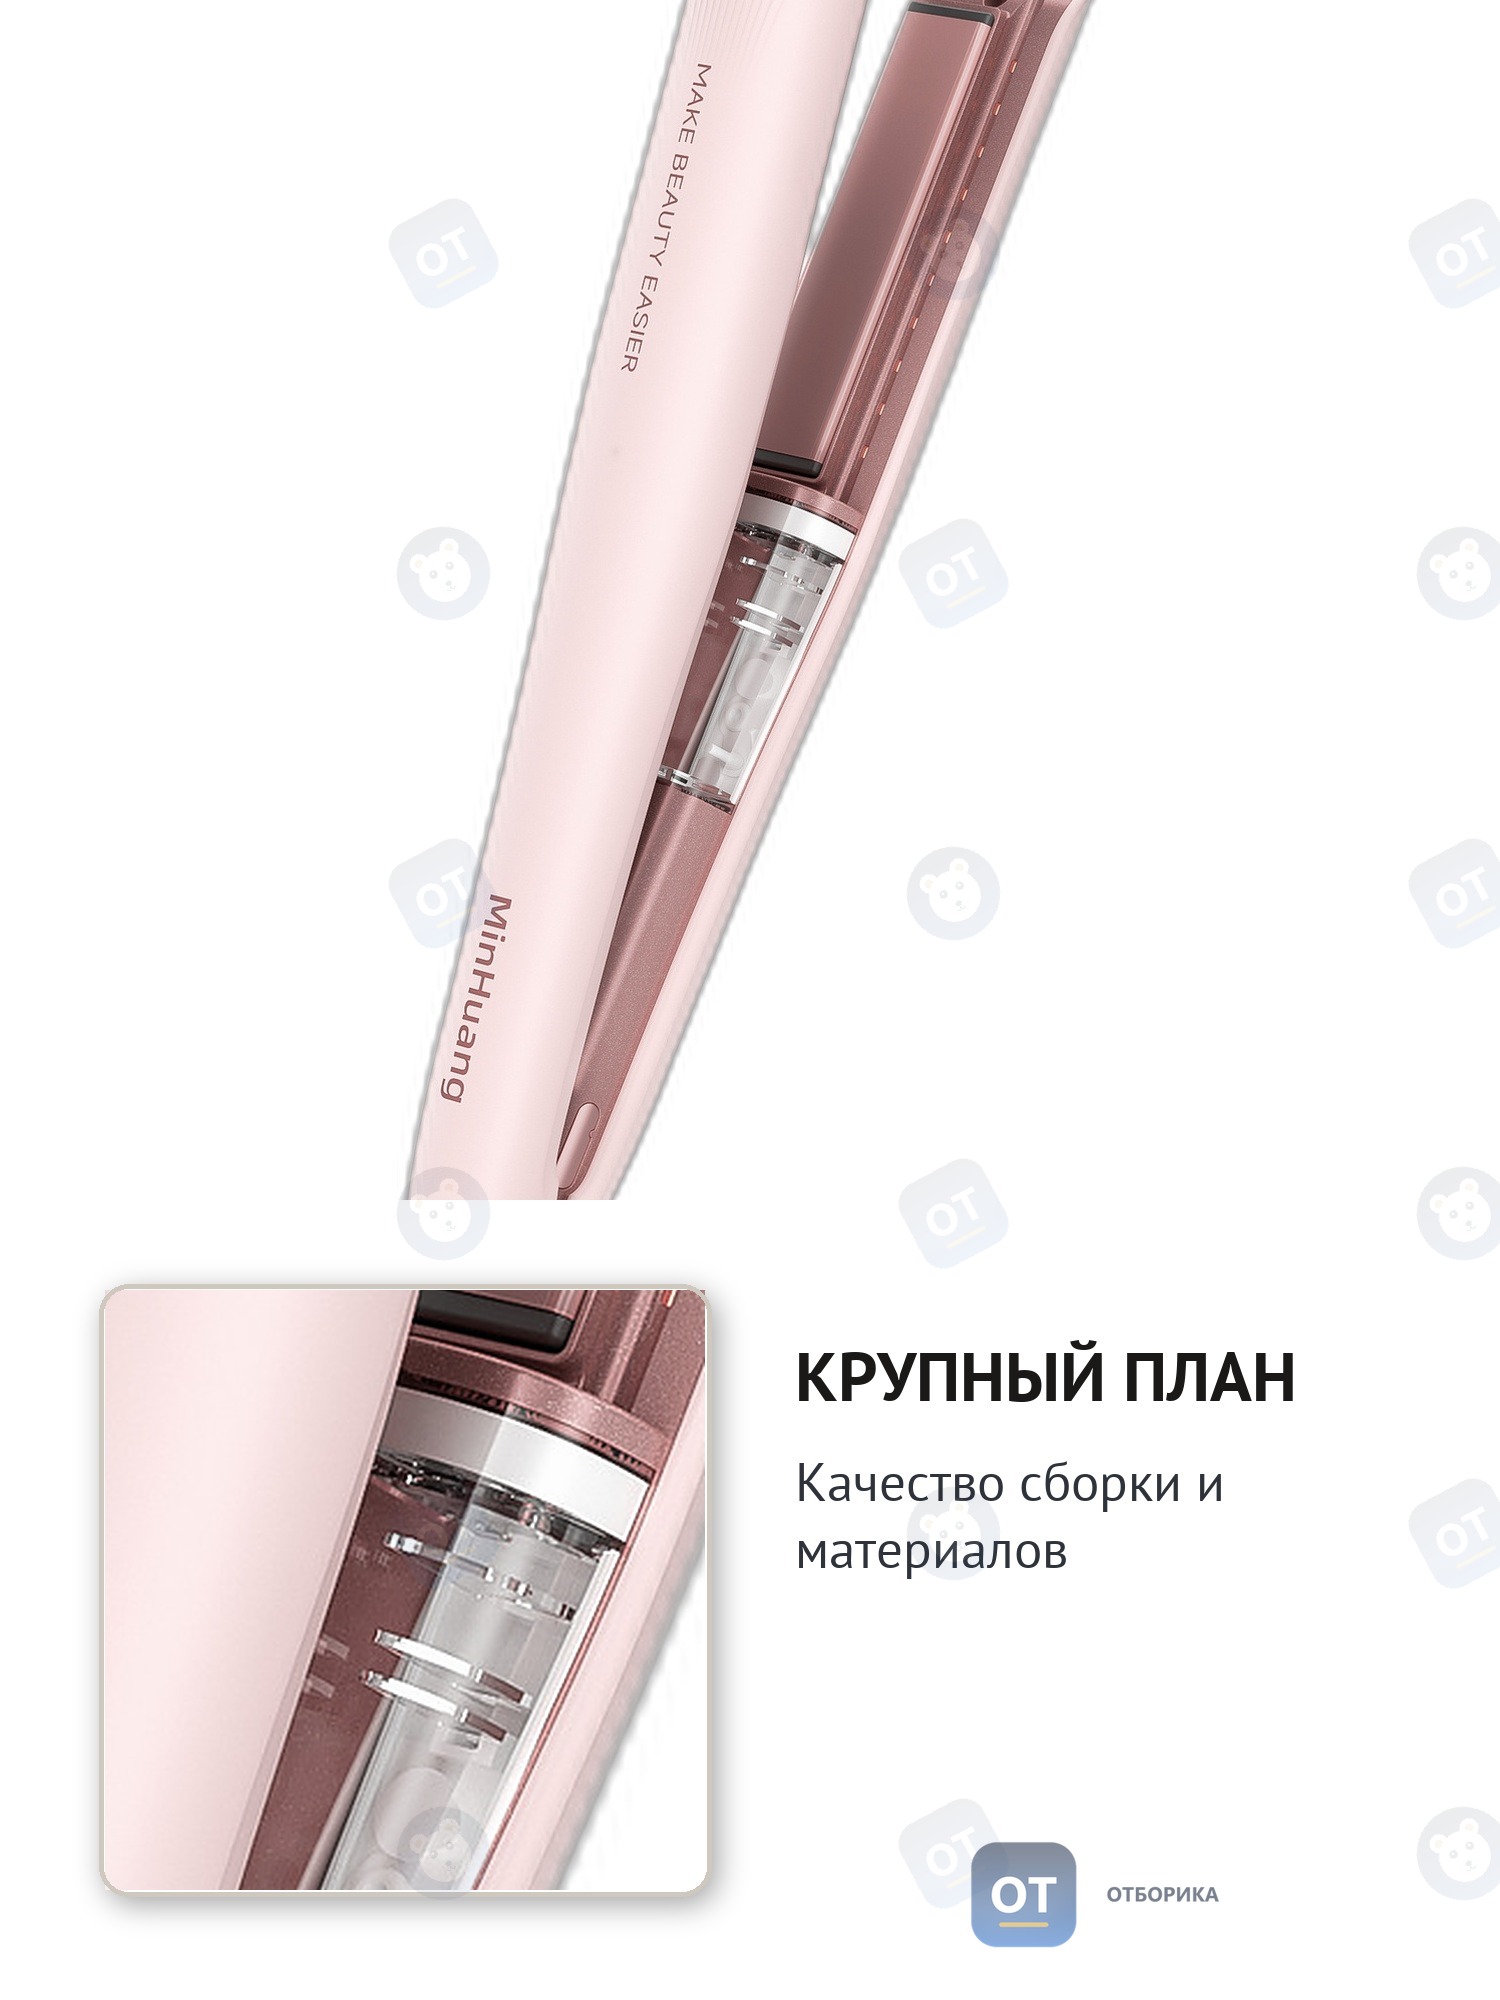 MAKE BEAUTY EASIER
MinHuang
КРУПНЫЙ ПЛАН
Качество сборки и
материалов
ОТ
ОТБОРИКА